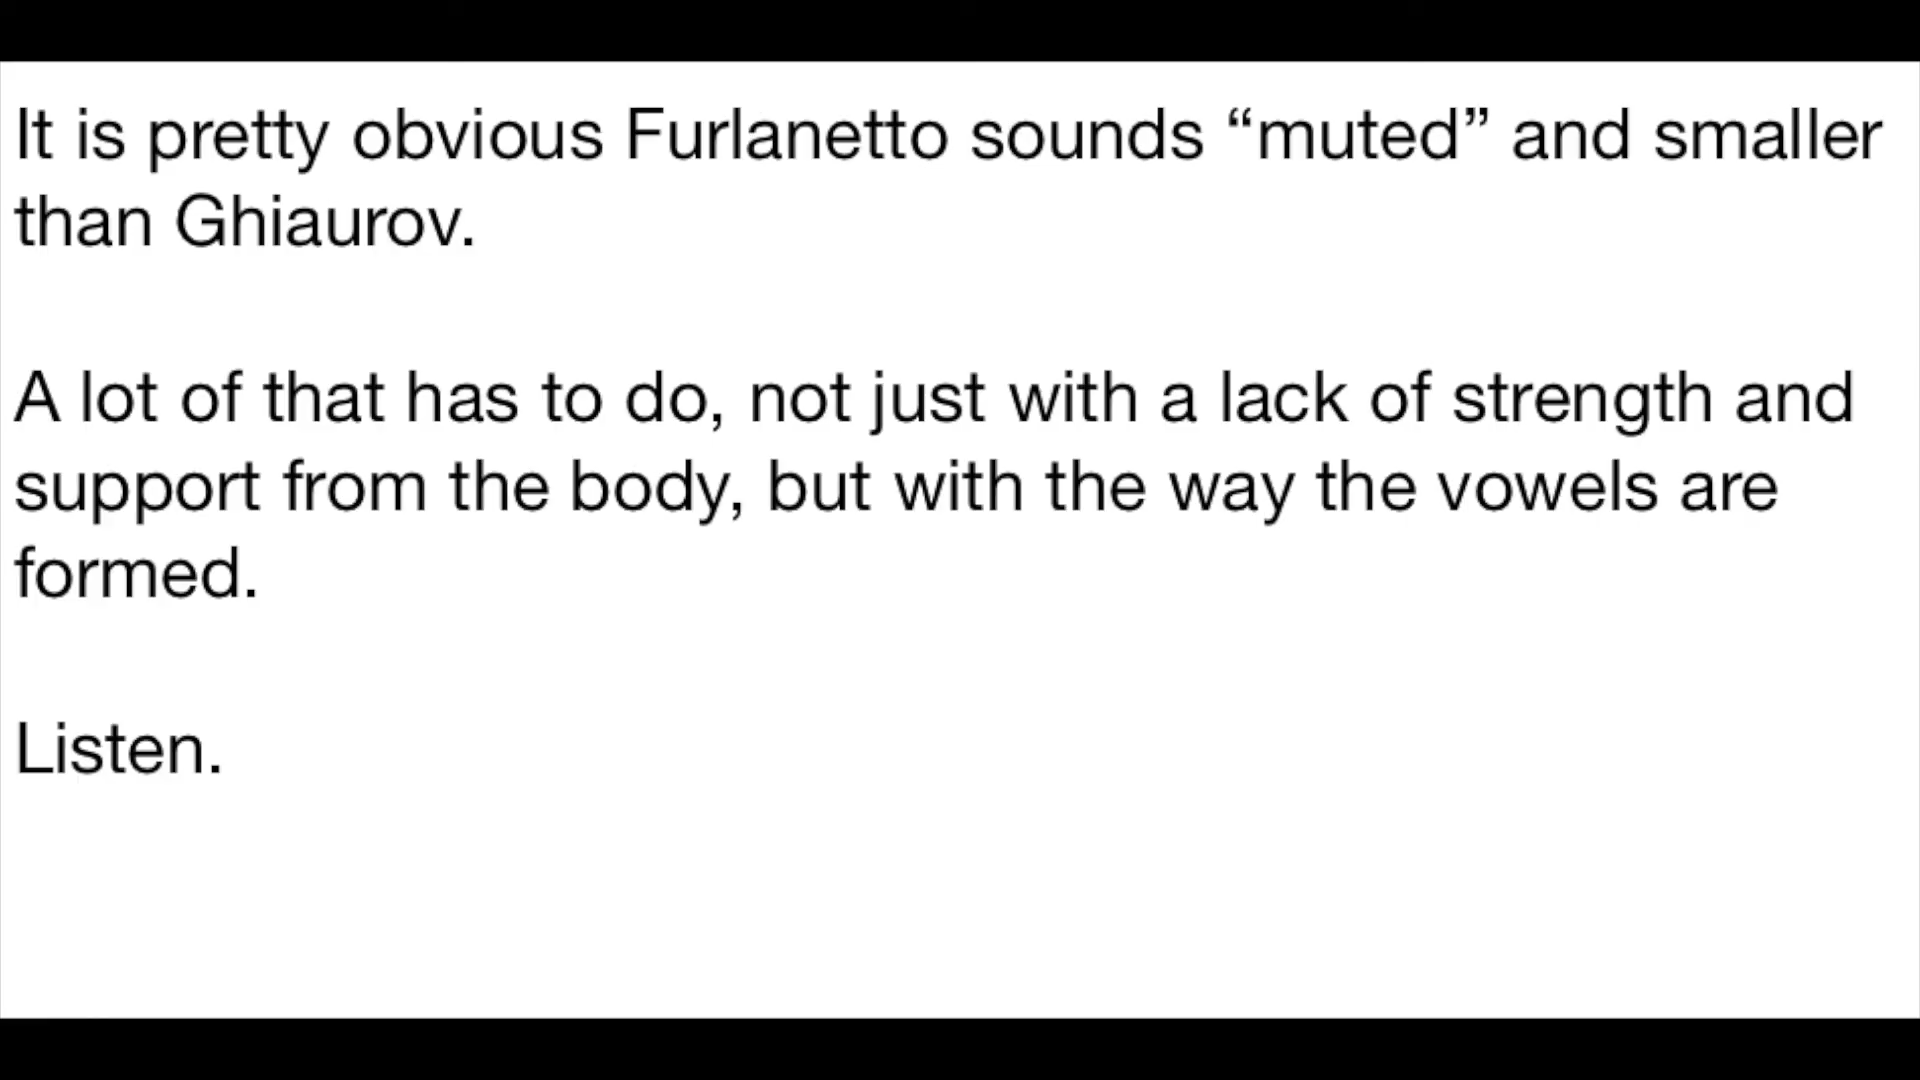 It is pretty obvious Furlanetto sounds “muted” and smaller
than Ghiaurov.
A lot of that has to do, not just with a lack of strength and
support from the body, but with the way the vowels are
formed.
Listen.